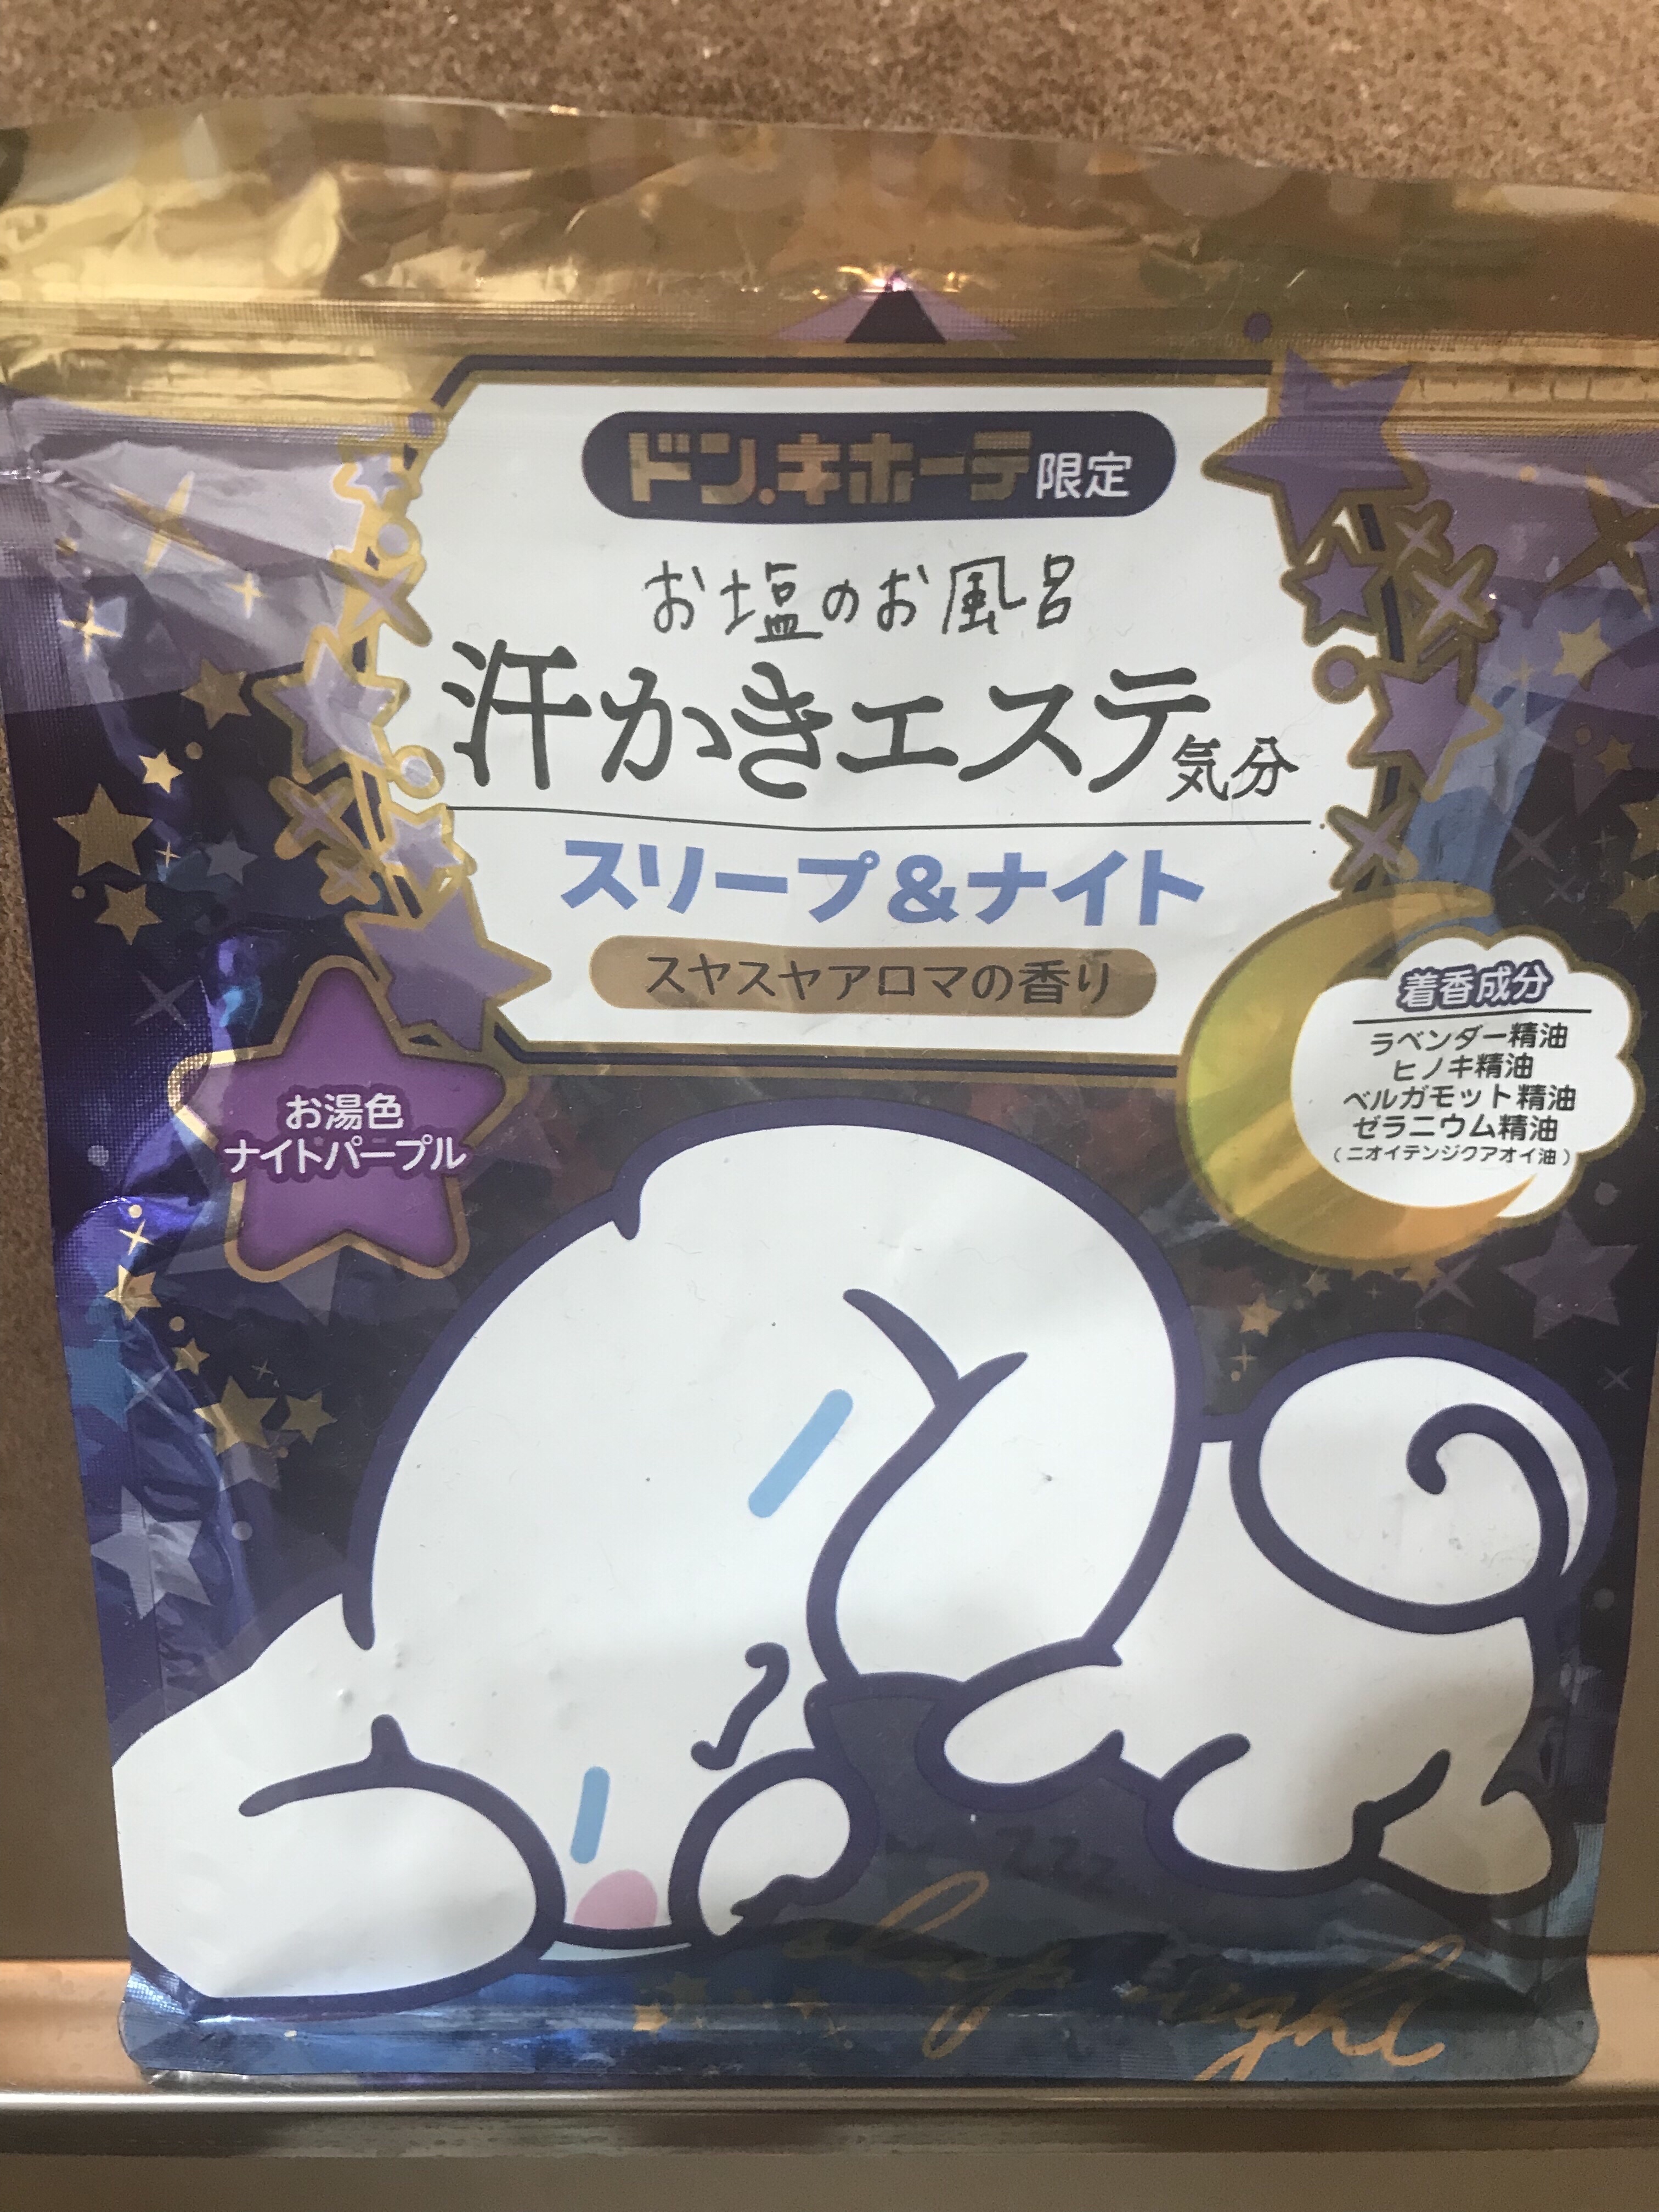 ドン.キホーテ限定
お塩のお風呂
汗かきエステ気分
スリープ&ナイト
スヤスヤアロマの香り
着香成分
ラベンダー精油
ヒノキ精油
ベルガモット精油
ゼラニウム精油
(ニオイテンジクアオイ油)
お湯色
ナイトパープル
zzz
night